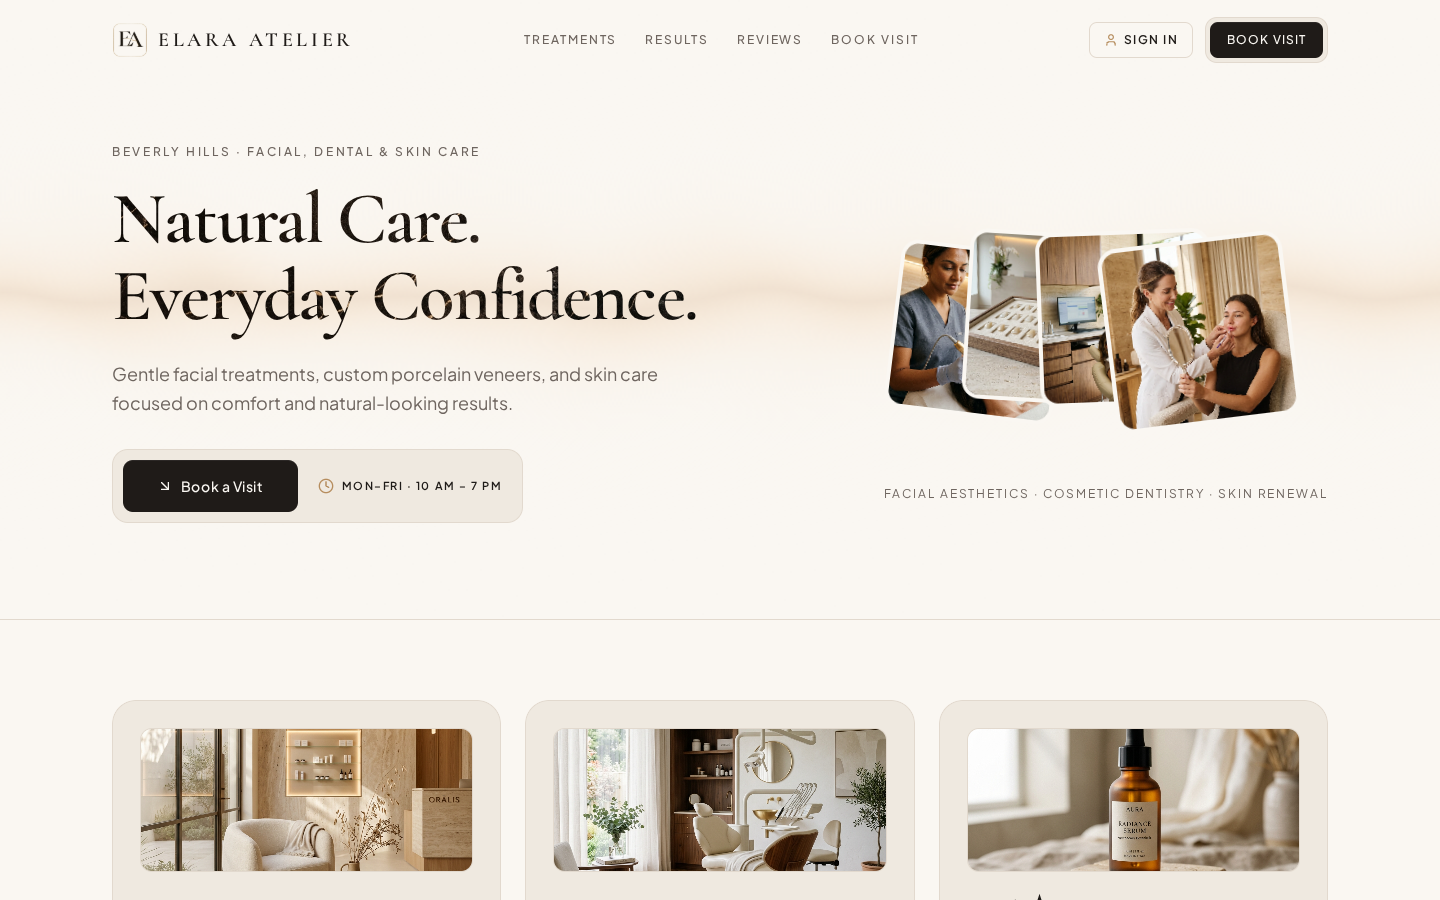 EA ELARA ATELIER
TREATMENTS
RESULTS
REVIEWS
BOOK VISIT
SIGN IN
BOOK VISIT
BEVERLY HILLS · FACIAL, DENTAL & SKIN CARE
Natural Care.
Everyday Confidence.
Gentle facial treatments, custom porcelain veneers, and skin care
focused on comfort and natural-looking results.
Book a Visit
MON–FRI · 10 AM – 7 PM
FACIAL AESTHETICS · COSMETIC DENTISTRY · SKIN RENEWAL
ORALIS
AURA
RADIANCE
SERUM